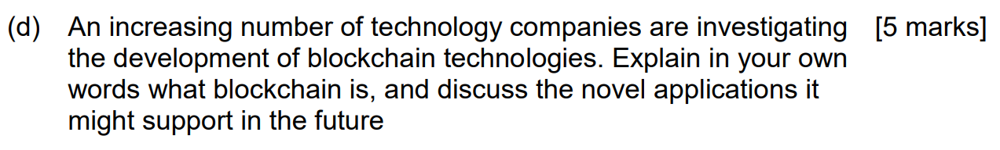 (d) An increasing number of technology companies are investigating [5 marks]
the development of blockchain technologies. Explain in your own
words what blockchain is, and discuss the novel applications it
might support in the future